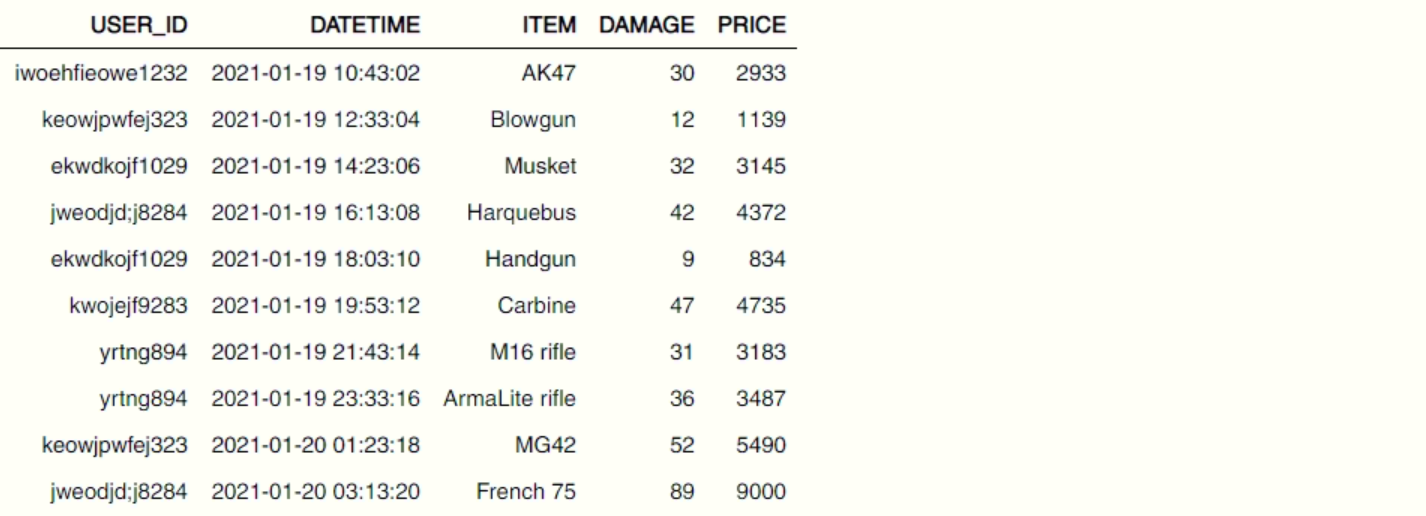 USER_ID DATETIME ITEM DAMAGE PRICE
iwoehfieowe1232 2021-01-19 10:43:02 AK47 30 2933
keowjpwfej323 2021-01-19 12:33:04 Blowgun 12 1139
ekwdkojf1029 2021-01-19 14:23:06 Musket 32 3145
jweodjd;j8284 2021-01-19 16:13:08 Harquebus 42 4372
ekwdkojf1029 2021-01-19 18:03:10 Handgun 9 834
kwojejf9283 2021-01-19 19:53:12 Carbine 47 4735
yrtng894 2021-01-19 21:43:14 M16 rifle 31 3183
yrtng894 2021-01-19 23:33:16 ArmaLite rifle 36 3487
keowjpwfej323 2021-01-20 01:23:18 MG42 52 5490
jweodjd;j8284 2021-01-20 03:13:20 French 75 89 9000